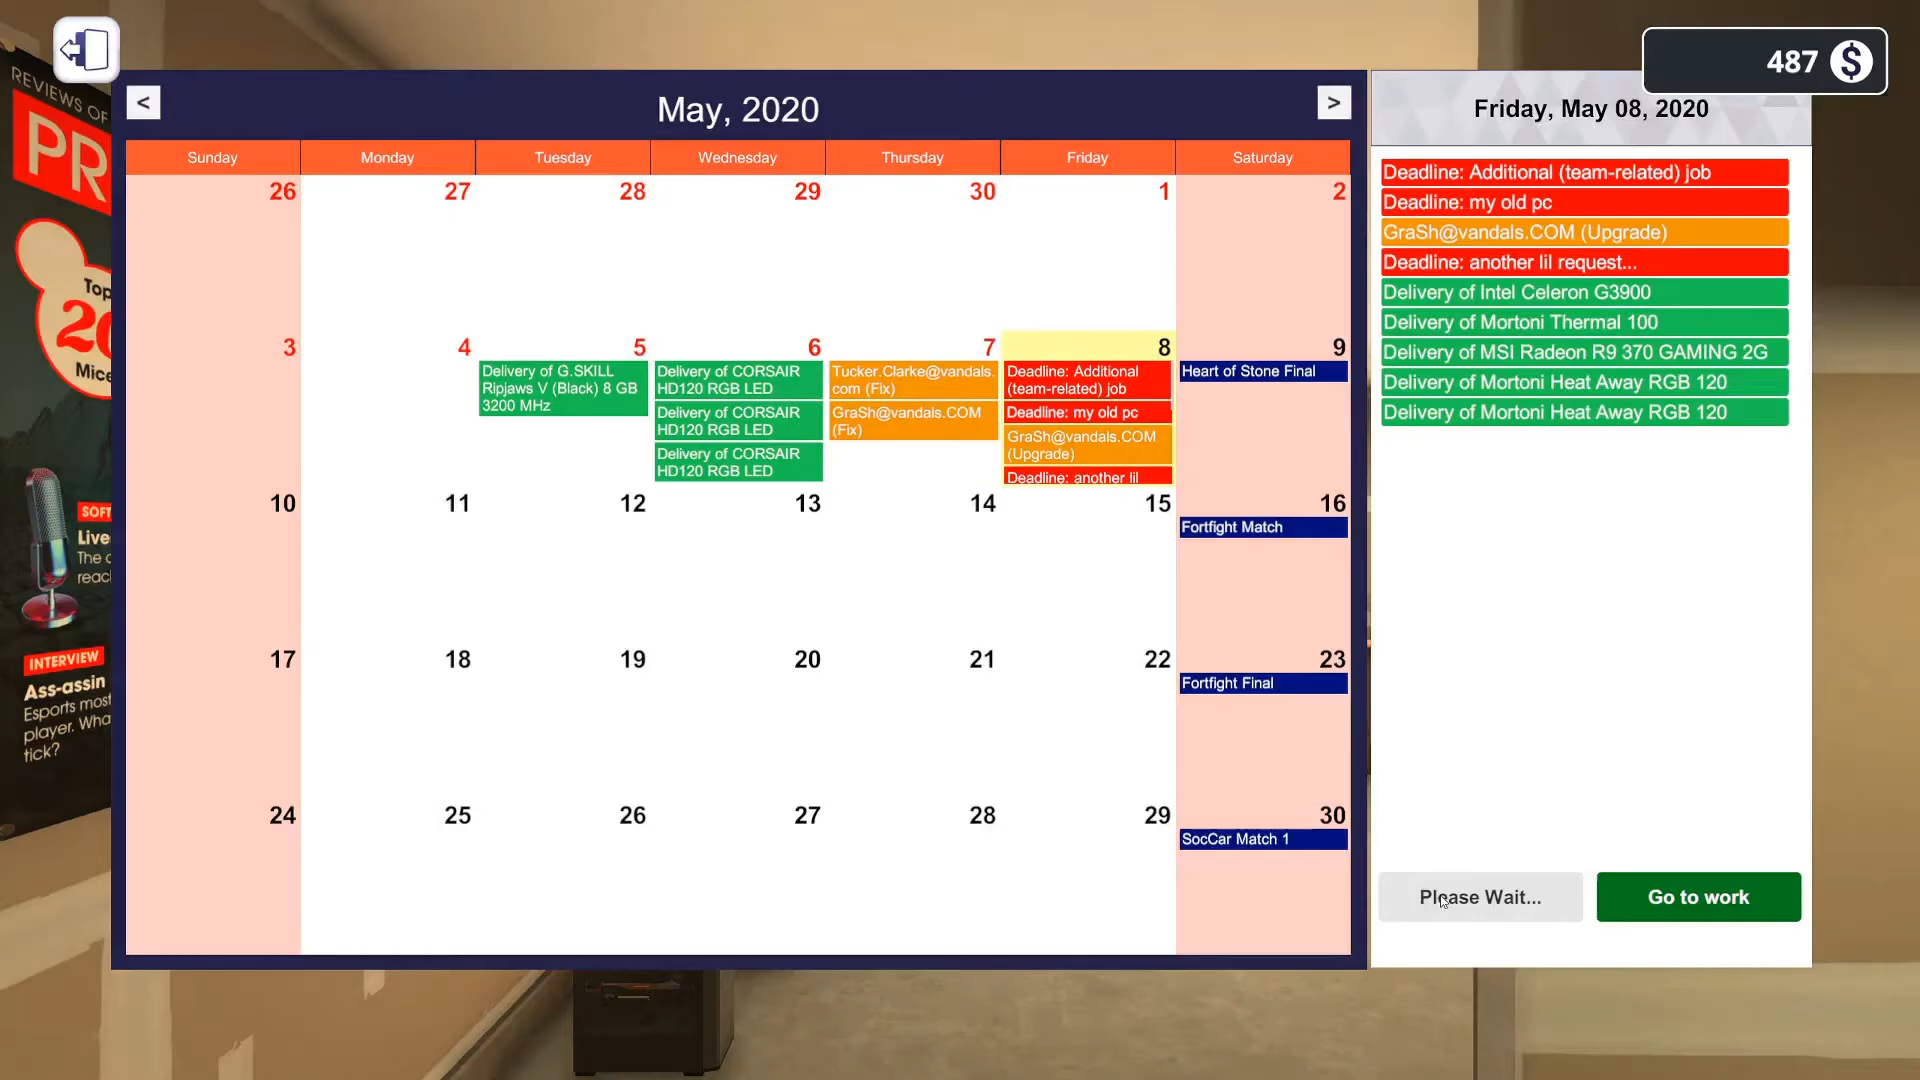 REVIEWS OF
PR
Top
20
Mice
SOFT
Live
The
reac
INTERVIEW
Ass-assin
Esports most
player. Wha
tick?
487 $
<
May, 2020
>
Sunday Monday Tuesday Wednesday Thursday Friday Saturday
26 27 28 29 30 1 2
3 4 5 6 7 8 9
Delivery of G.SKILL
Ripjaws V (Black) 8 GB
3200 MHz
Delivery of CORSAIR
HD120 RGB LED
Delivery of CORSAIR
HD120 RGB LED
Delivery of CORSAIR
HD120 RGB LED
Tucker.Clarke@vandals.
com (Fix)
GraSh@vandals.COM
(Fix)
Deadline: Additional
(team-related) job
Deadline: my old pc
GraSh@vandals.COM
(Upgrade)
Deadline: another lil
Heart of Stone Final
10 11 12 13 14 15 16
Fortfight Match
17 18 19 20 21 22 23
Fortfight Final
24 25 26 27 28 29 30
SocCar Match 1
Friday, May 08, 2020
Deadline: Additional (team-related) job
Deadline: my old pc
GraSh@vandals.COM (Upgrade)
Deadline: another lil request...
Delivery of Intel Celeron G3900
Delivery of Mortoni Thermal 100
Delivery of MSI Radeon R9 370 GAMING 2G
Delivery of Mortoni Heat Away RGB 120
Delivery of Mortoni Heat Away RGB 120
Please Wait...
Go to work